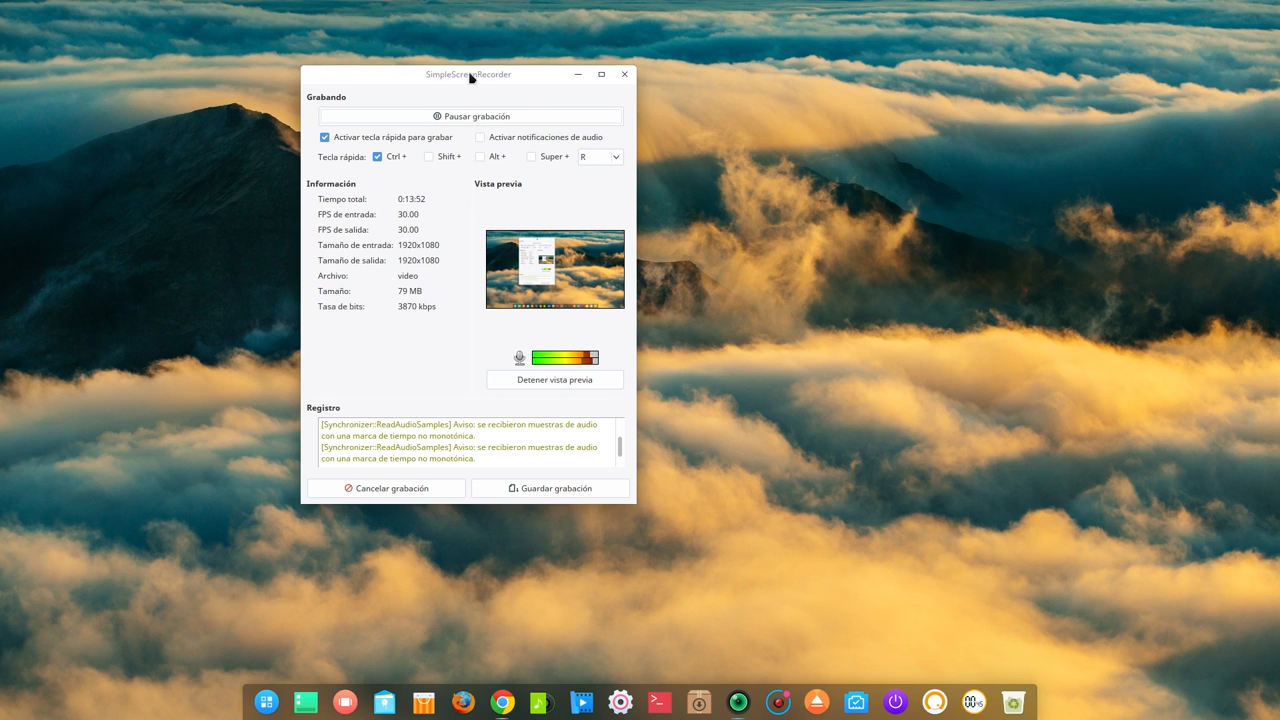 SimpleScreenRecorder
Grabando
Pausar grabación
Activar tecla rápida para grabar
Activar notificaciones de audio
Tecla rápida: Ctrl + Shift + Alt + Super + R
Información
Vista previa
Tiempo total: 0:13:52
FPS de entrada: 30.00
FPS de salida: 30.00
Tamaño de entrada: 1920x1080
Tamaño de salida: 1920x1080
Archivo: video
Tamaño: 79 MB
Tasa de bits: 3870 kbps
Detener vista previa
Registro
[Synchronizer::ReadAudioSamples] Aviso: se recibieron muestras de audio
con una marca de tiempo no monotónica.
[Synchronizer::ReadAudioSamples] Aviso: se recibieron muestras de audio
con una marca de tiempo no monotónica.
Cancelar grabación
Guardar grabación